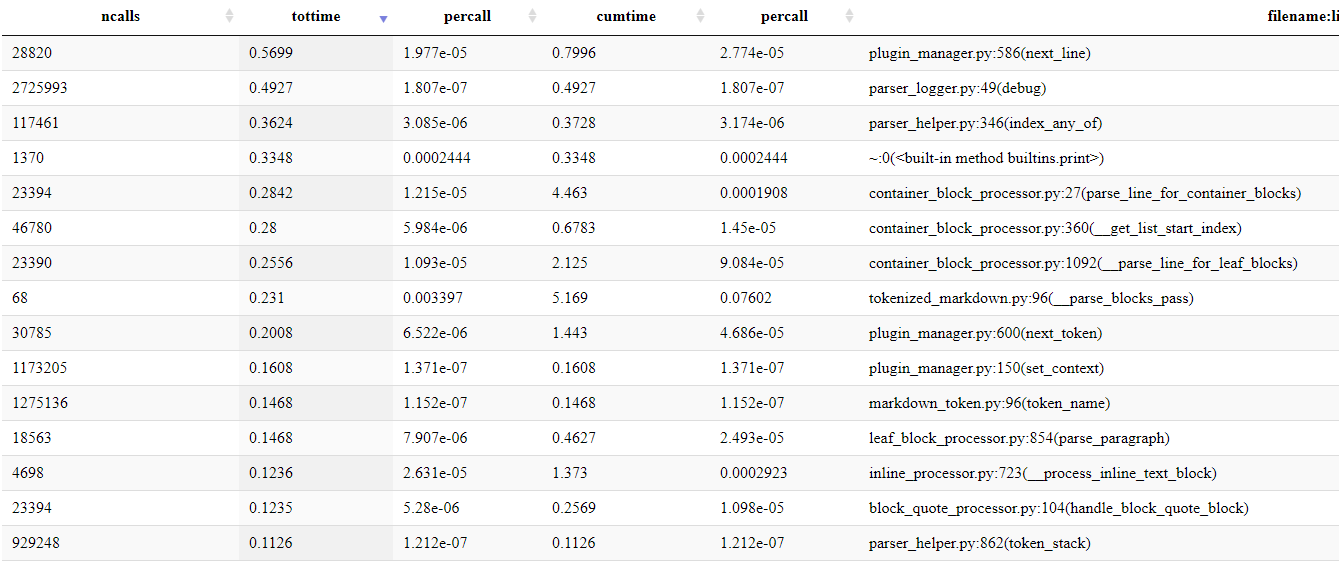 ncalls tottime percall cumtime percall filename:li
28820 0.5699 1.977e-05 0.7996 2.774e-05 plugin_manager.py:586(next_line)
2725993 0.4927 1.807e-07 0.4927 1.807e-07 parser_logger.py:49(debug)
117461 0.3624 3.085e-06 0.3728 3.174e-06 parser_helper.py:346(index_any_of)
1370 0.3348 0.0002444 0.3348 0.0002444 ~:0(<built-in method builtins.print>)
23394 0.2842 1.215e-05 4.463 0.0001908 container_block_processor.py:27(parse_line_for_container_blocks)
46780 0.28 5.984e-06 0.6783 1.45e-05 container_block_processor.py:360(__get_list_start_index)
23390 0.2556 1.093e-05 2.125 9.084e-05 container_block_processor.py:1092(__parse_line_for_leaf_blocks)
68 0.231 0.003397 5.169 0.07602 tokenized_markdown.py:96(__parse_blocks_pass)
30785 0.2008 6.522e-06 1.443 4.686e-05 plugin_manager.py:600(next_token)
1173205 0.1608 1.371e-07 0.1608 1.371e-07 plugin_manager.py:150(set_context)
1275136 0.1468 1.152e-07 0.1468 1.152e-07 markdown_token.py:96(token_name)
18563 0.1468 7.907e-06 0.4627 2.493e-05 leaf_block_processor.py:854(parse_paragraph)
4698 0.1236 2.631e-05 1.373 0.0002923 inline_processor.py:723(__process_inline_text_block)
23394 0.1235 5.28e-06 0.2569 1.098e-05 block_quote_processor.py:104(handle_block_quote_block)
929248 0.1126 1.212e-07 0.1126 1.212e-07 parser_helper.py:862(token_stack)